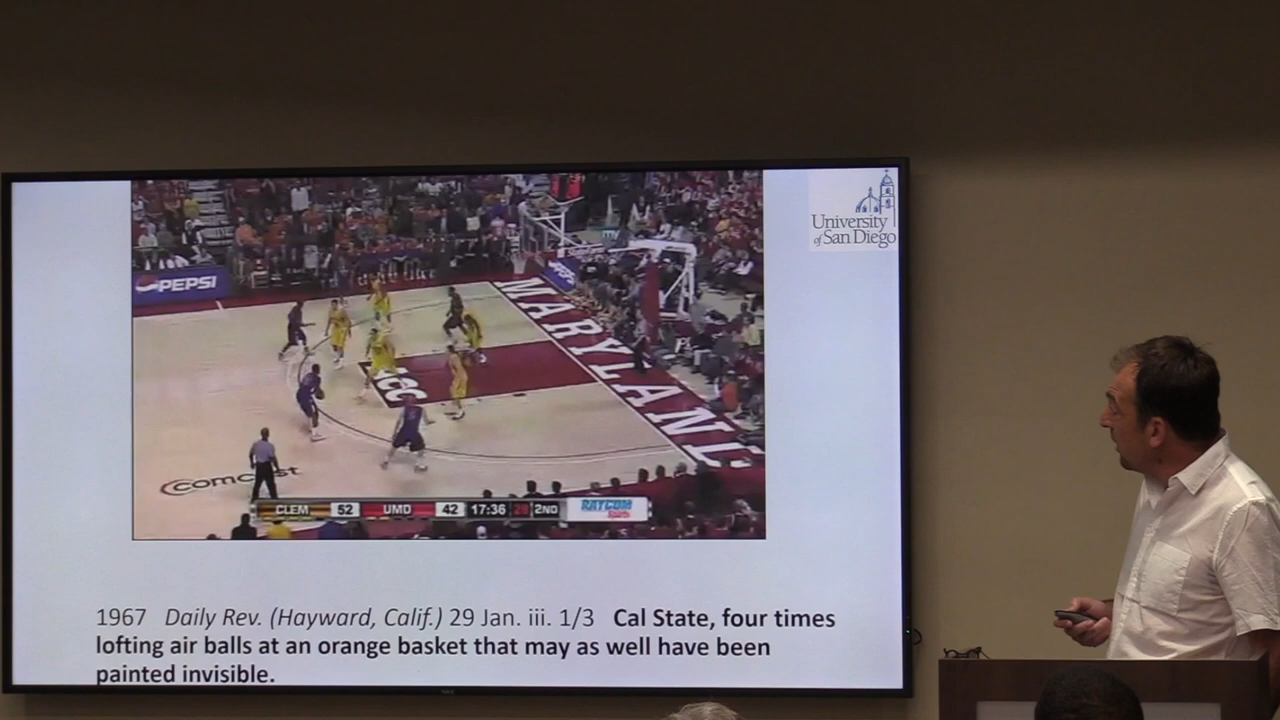 University
of San Diego
PEPSI
MARYLAND
acc
comcast
CLEM 52 UMD 42 17:36 2ND RAYCOM
1967 Daily Rev. (Hayward, Calif.) 29 Jan. iii. 1/3 Cal State, four times
lofting air balls at an orange basket that may as well have been
painted invisible.